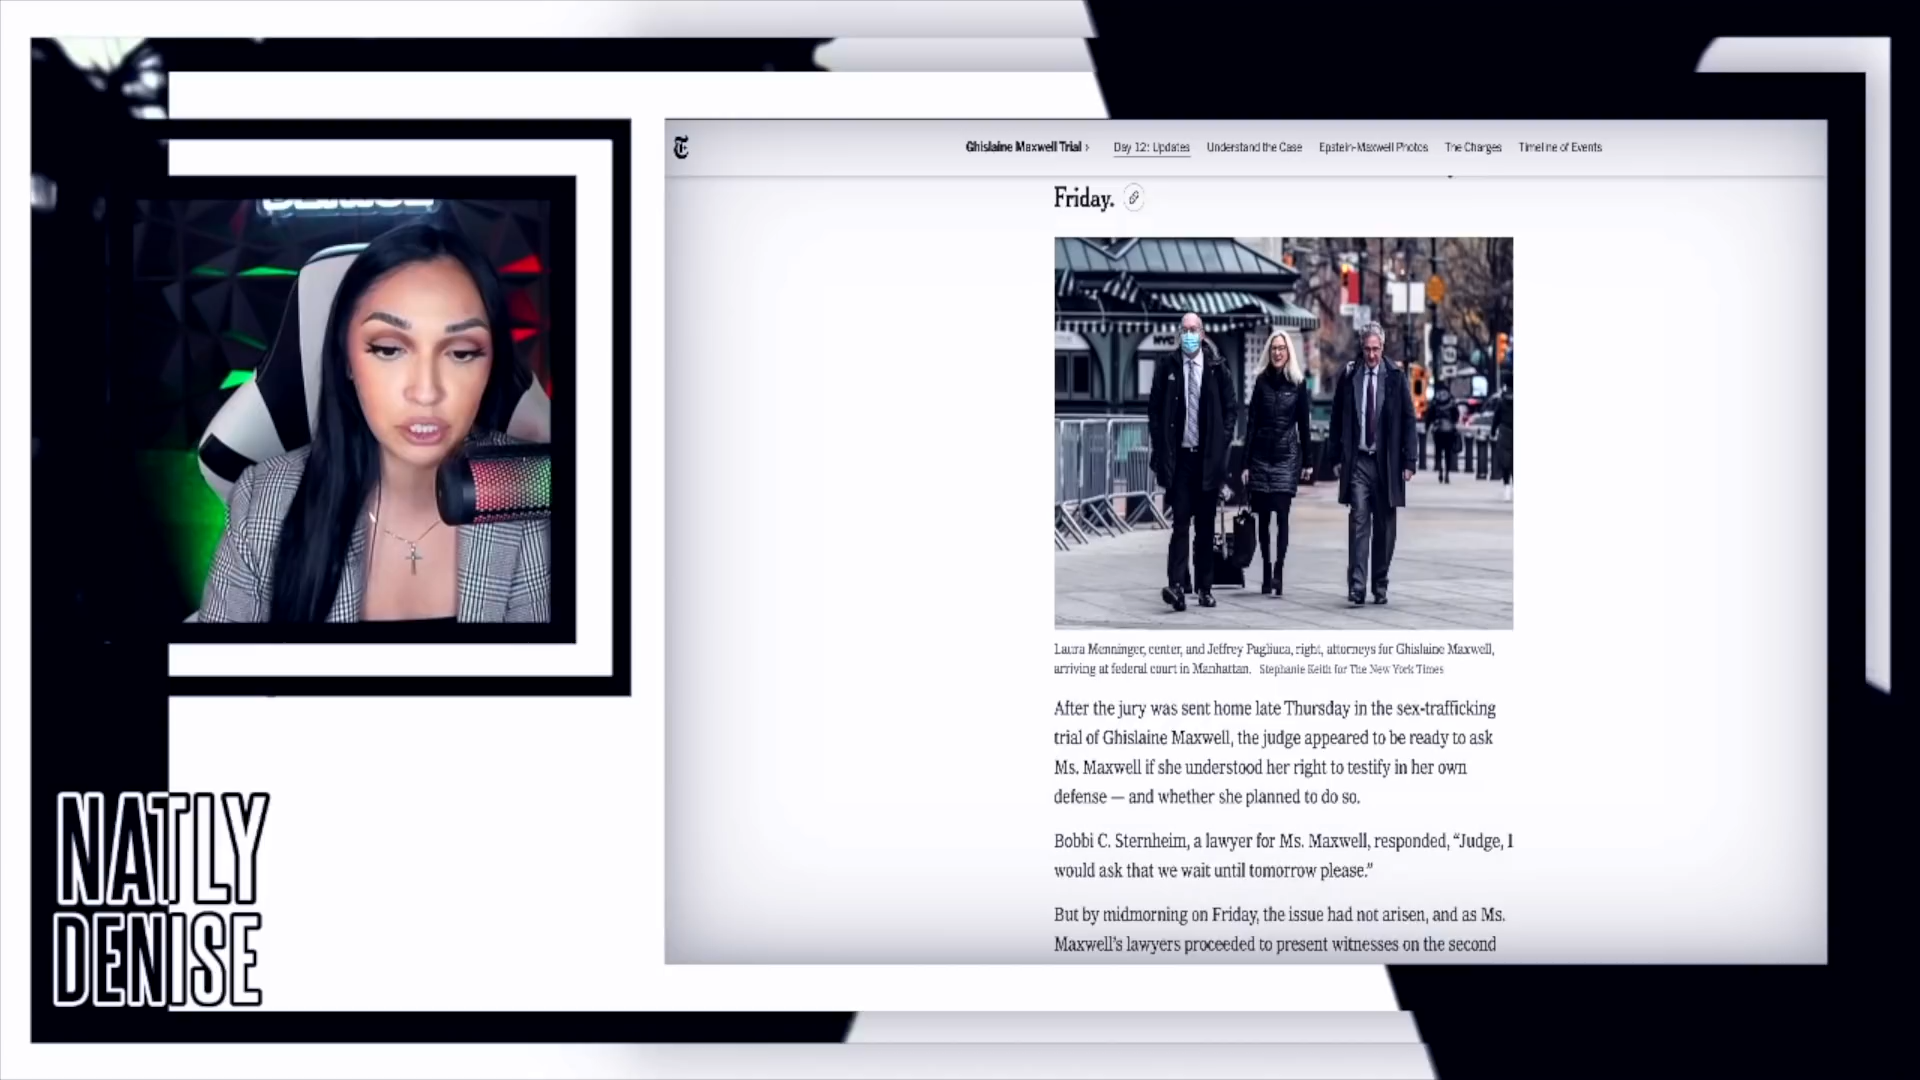 Ghislaine Maxwell Trial ›
Day 12: Updates
Understand the Case
Epstein-Maxwell Photos
The Charges
Timeline of Events
Friday.
NYC
Laura Menninger, center, and Jeffrey Pagliuca, right, attorneys for Ghislaine Maxwell,
arriving at federal court in Manhattan. Stephanie Keith for The New York Times
After the jury was sent home late Thursday in the sex-trafficking
trial of Ghislaine Maxwell, the judge appeared to be ready to ask
Ms. Maxwell if she understood her right to testify in her own
defense — and whether she planned to do so.
Bobbi C. Sternheim, a lawyer for Ms. Maxwell, responded, “Judge, I
would ask that we wait until tomorrow please.”
But by midmorning on Friday, the issue had not arisen, and as Ms.
Maxwell’s lawyers proceeded to present witnesses on the second
NATLY
DENISE